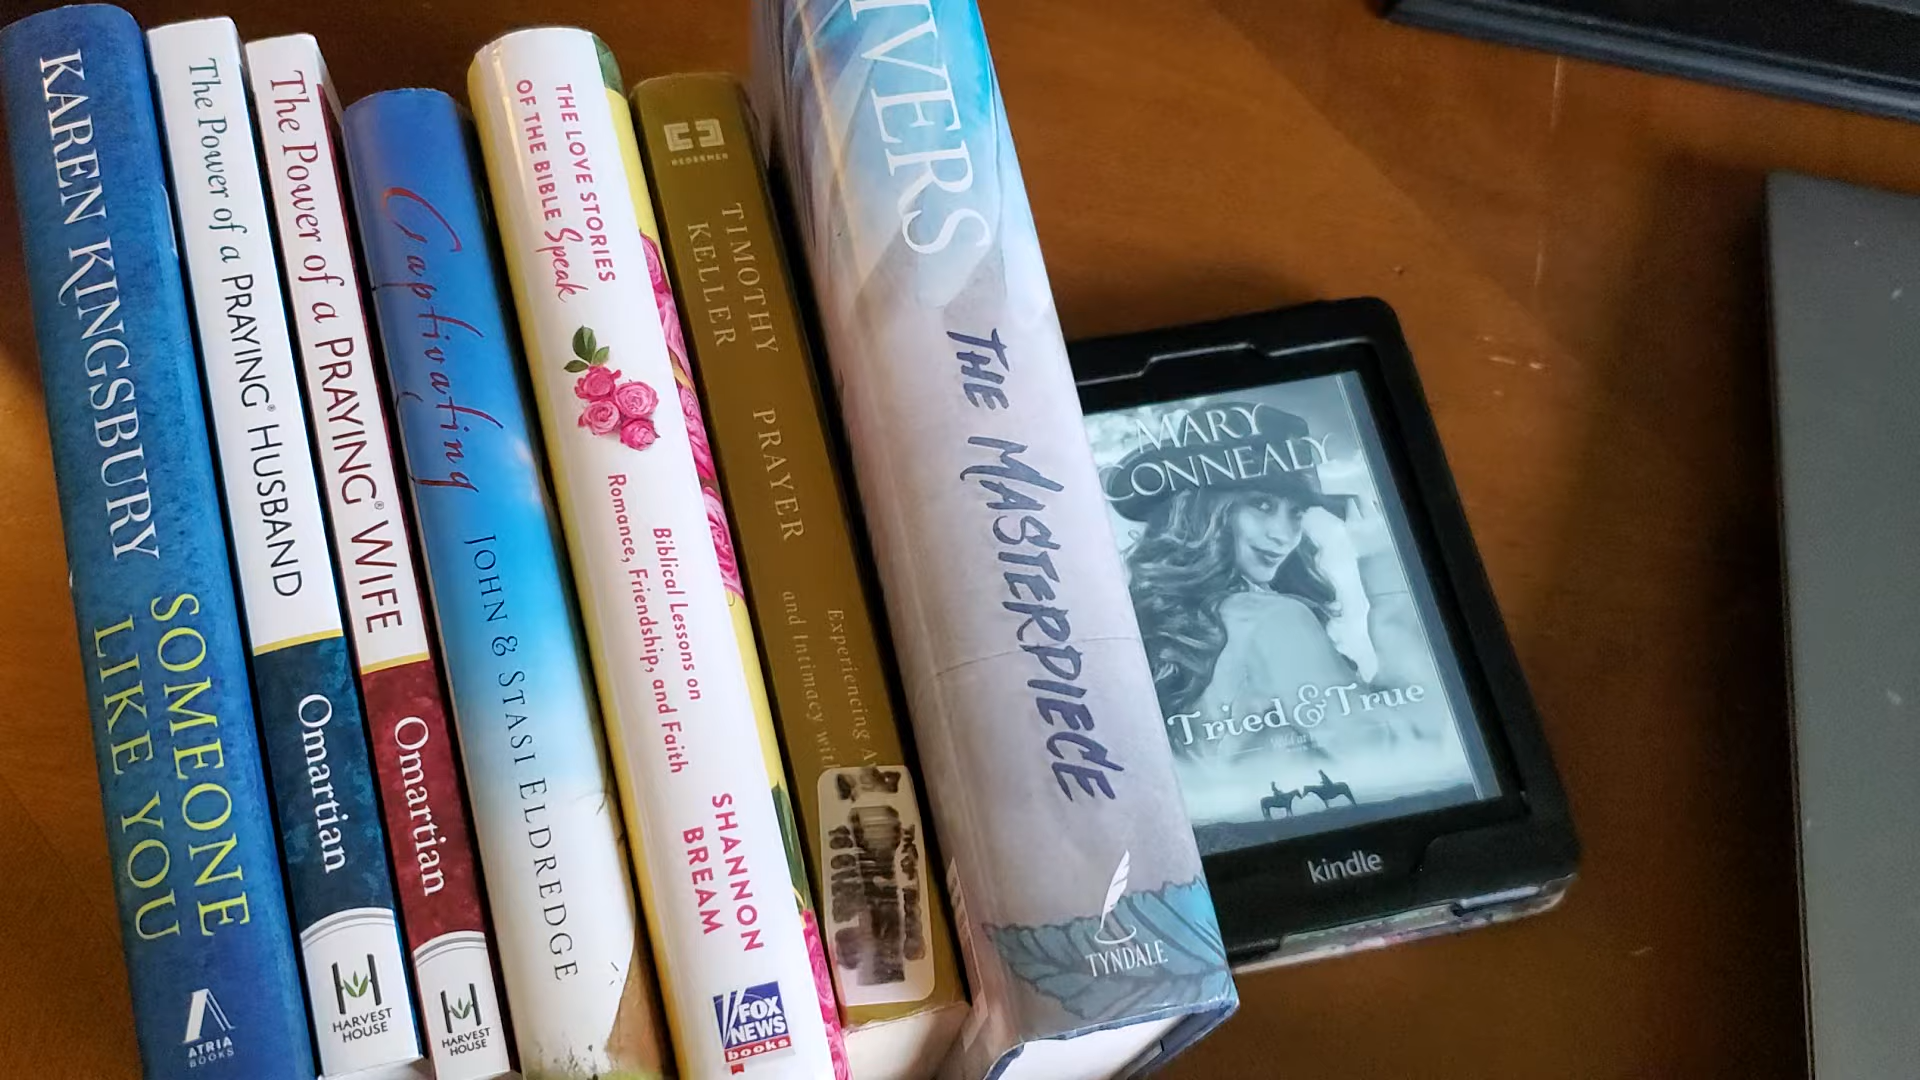 KAREN KINGSBURY
SOMEONE
LIKE YOU
ATRIA
BOOKS
The Power of a PRAYING® HUSBAND
Omartian
HARVEST
HOUSE
The Power of a PRAYING® WIFE
Omartian
HARVEST
HOUSE
Captivating
JOHN & STASI ELDREDGE
THE LOVE STORIES
OF THE BIBLE Speak
Biblical Lessons on
Romance, Friendship, and Faith
SHANNON
BREAM
FOX
NEWS
books
REDEEMER
TIMOTHY
KELLER
PRAYER
Experiencing
and Intimacy with
IVERS
THE MASTERPIECE
TYNDALE
MARY
CONNEALY
Tried & True
kindle